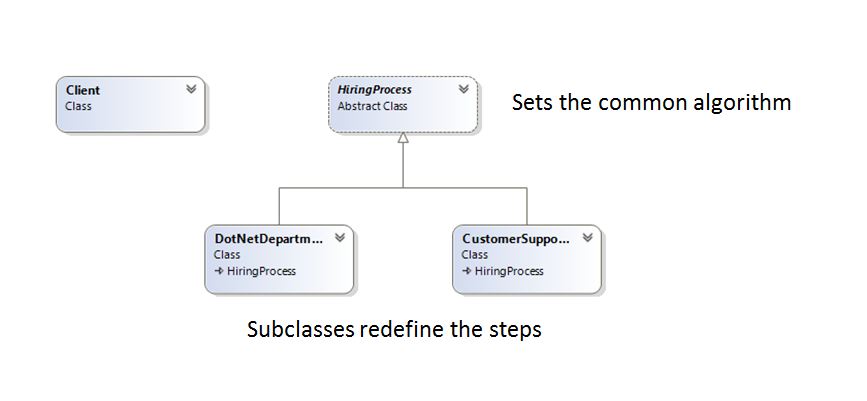 Client
Class
HiringProcess
Abstract Class
Sets the common algorithm
DotNetDepartm...
Class
HiringProcess
CustomerSuppo...
Class
HiringProcess
Subclasses redefine the steps